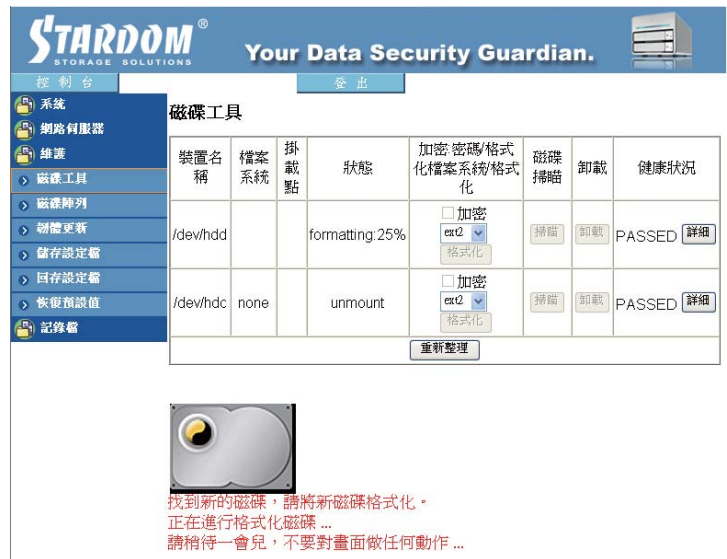 STARDOM®
STORAGE SOLUTIONS
Your Data Security Guardian.
控 制 台
登 出
系統
網路伺服器
維護
磁碟工具
磁碟陣列
韌體更新
儲存設定檔
回存設定檔
恢復預設值
記錄檔
磁碟工具
裝置名稱
檔案系統
掛載點
狀態
加密:密碼/格式化檔案系統/格式化
磁碟掃瞄
卸載
健康狀況
/dev/hdd
formatting:25%
加密
ext2
格式化
掃瞄
卸載
PASSED
詳細
/dev/hdc
none
unmount
加密
ext2
格式化
掃瞄
卸載
PASSED
詳細
重新整理
找到新的磁碟，請將新磁碟格式化。
正在進行格式化磁碟 ...
請稍待一會兒，不要對畫面做任何動作 ...